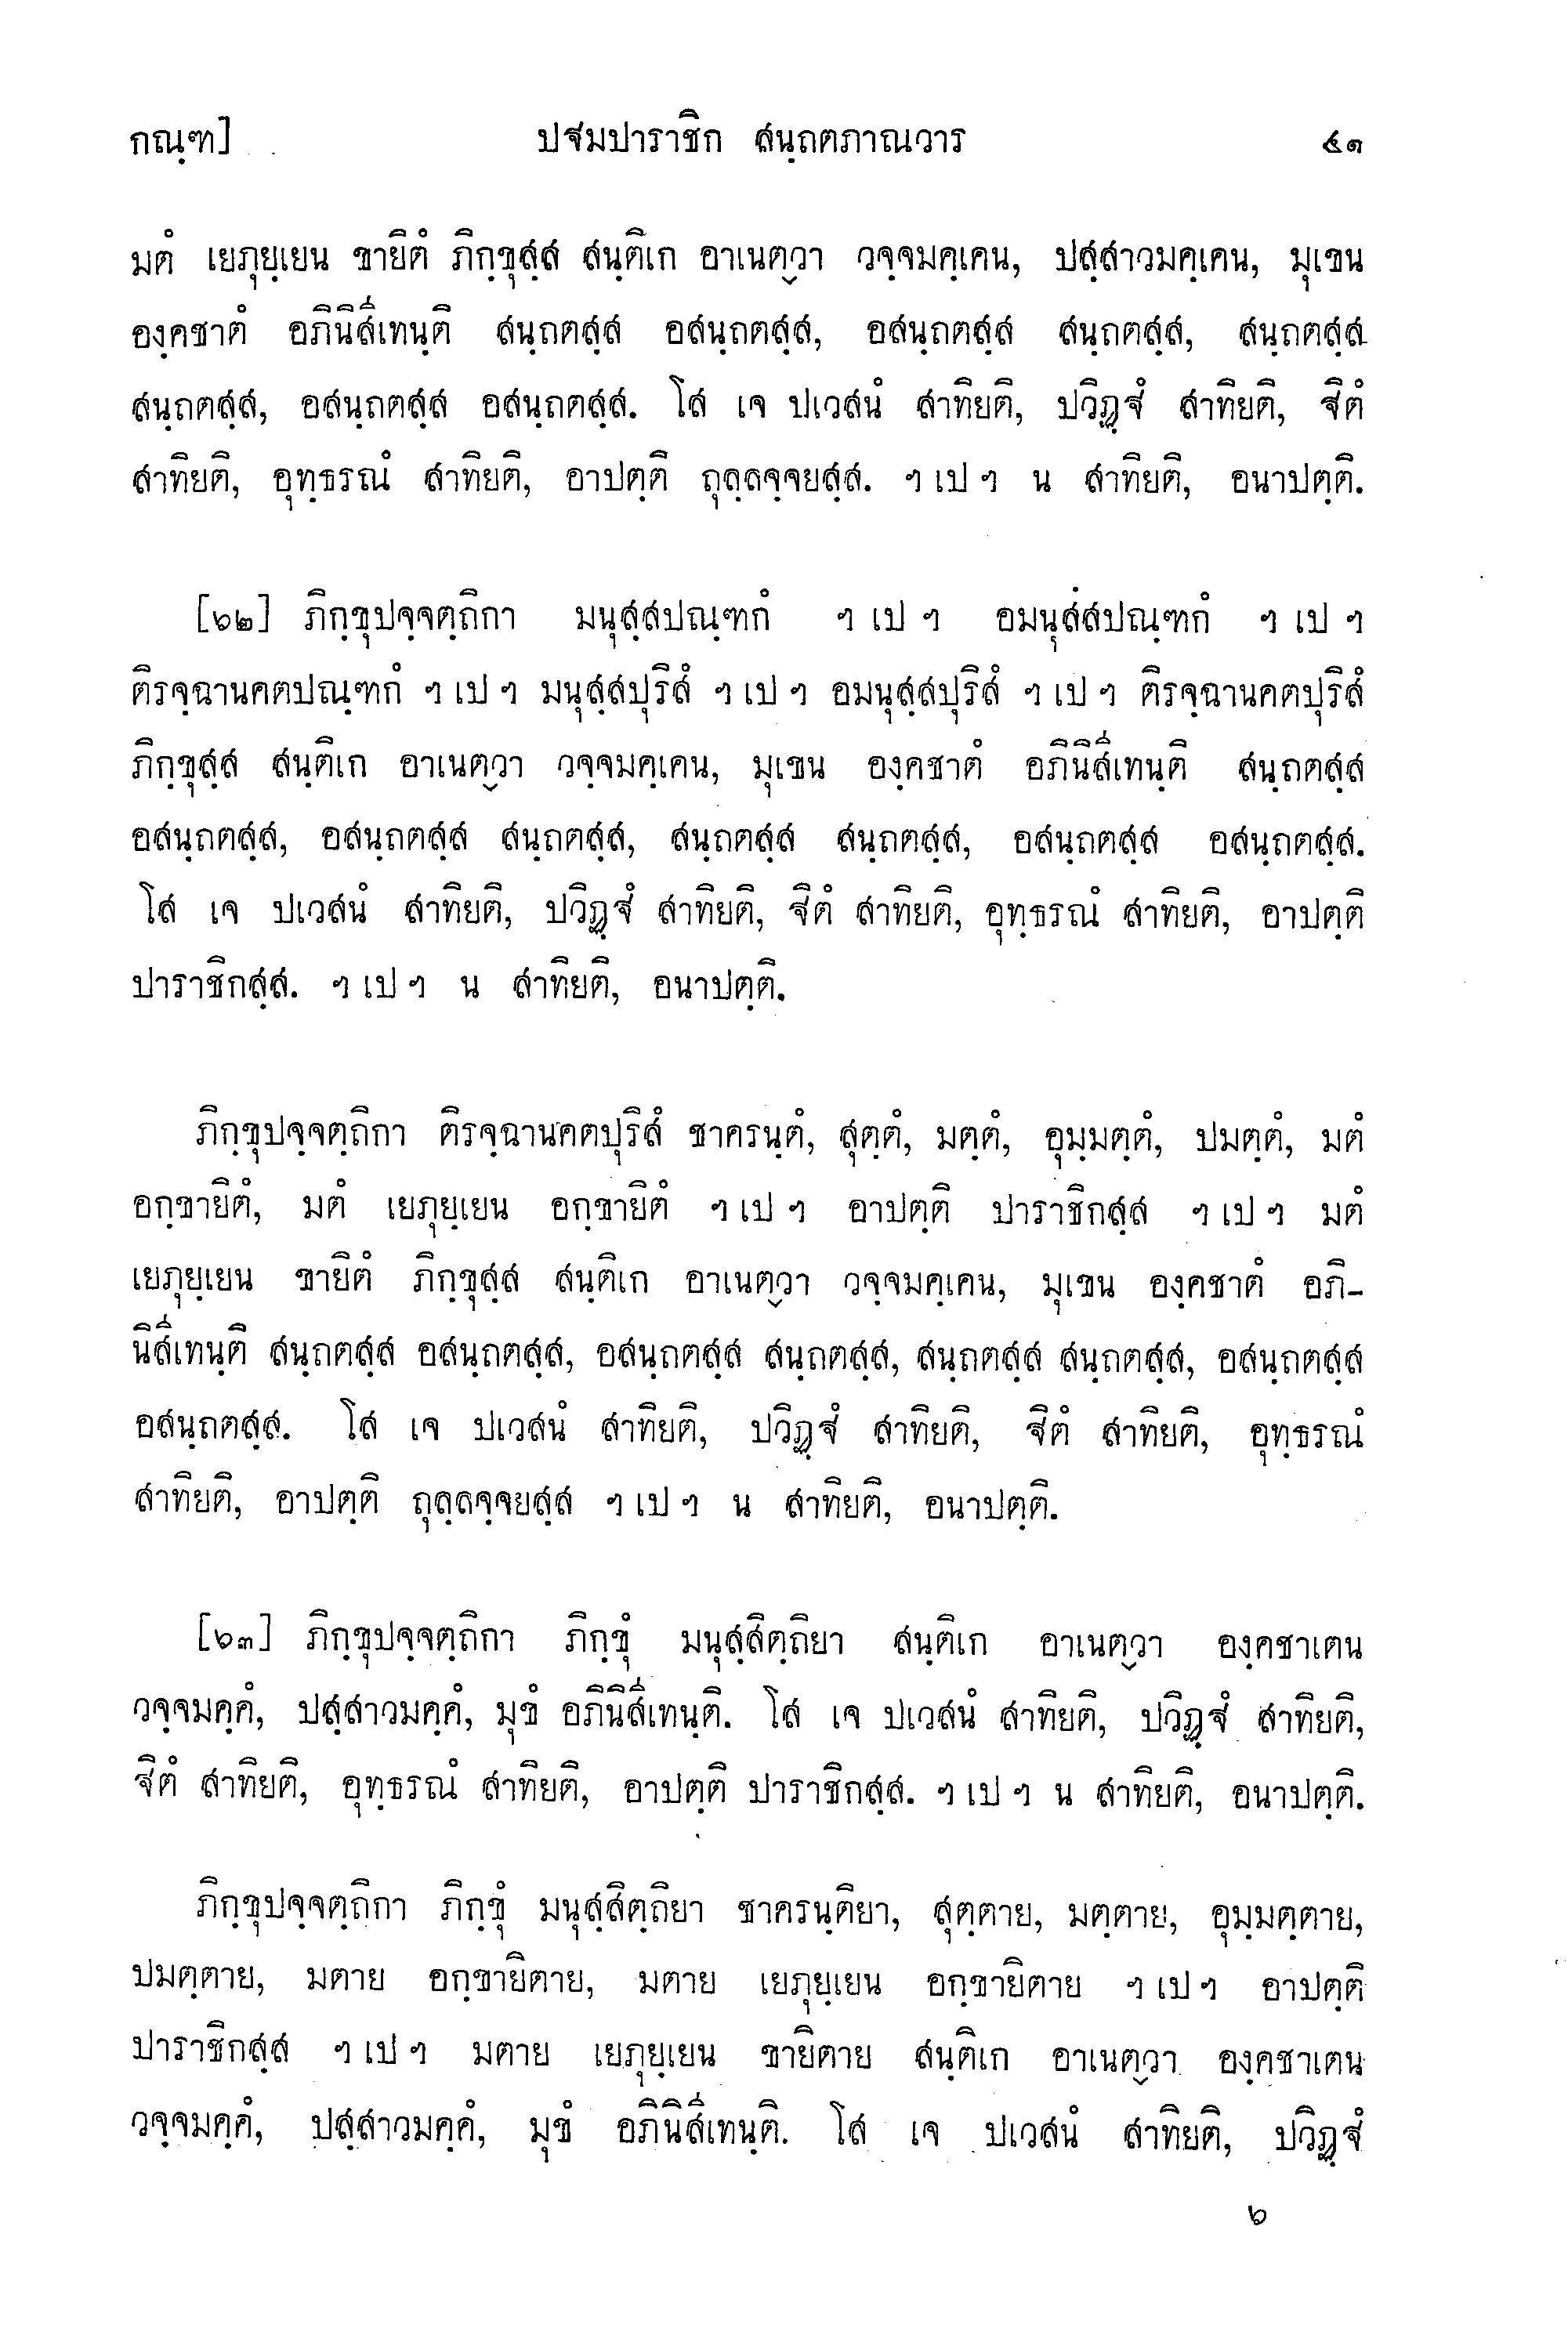 กณฺฑ] ปฐมปาราชิก สนฺถตภาณวาร ๔๑
มตํ เยภุยฺเยน ขายิตํ ภิกฺขุสฺส สนฺติเก อาเนตฺวา วจฺจมคฺเคน, ปสฺสาวมคฺเคน, มุเขน
องฺคชาตํ อภินิสีเทนฺติ สนฺถตสฺส อสนฺถตสฺส, อสนฺถตสฺส สนฺถตสฺส, สนฺถตสฺส
สนฺถตสฺส, อสนฺถตสฺส อสนฺถตสฺส. โส เจ ปเวสนํ สาทิยติ, ปวิฏฺฐํ สาทิยติ, ฐิตํ
สาทิยติ, อุทฺธรณํ สาทิยติ, อาปตฺติ ถุลฺลจฺจยสฺส. ฯ เป ฯ น สาทิยติ, อนาปตฺติ.
[๖๒] ภิกฺขุปจฺจตฺถิกา มนุสฺสปณฺฑกํ ฯ เป ฯ อมนุสฺสปณฺฑกํ ฯ เป ฯ
ติรจฺฉานคตปณฺฑกํ ฯ เป ฯ มนุสฺสปุริสํ ฯ เป ฯ อมนุสฺสปุริสํ ฯ เป ฯ ติรจฺฉานคตปุริสํ
ภิกฺขุสฺส สนฺติเก อาเนตฺวา วจฺจมคฺเคน, มุเขน องฺคชาตํ อภินิสีเทนฺติ สนฺถตสฺส
อสนฺถตสฺส, อสนฺถตสฺส สนฺถตสฺส, สนฺถตสฺส สนฺถตสฺส, อสนฺถตสฺส อสนฺถตสฺส.
โส เจ ปเวสนํ สาทิยติ, ปวิฏฺฐํ สาทิยติ, ฐิตํ สาทิยติ, อุทฺธรณํ สาทิยติ, อาปตฺติ
ปาราชิกสฺส. ฯ เป ฯ น สาทิยติ, อนาปตฺติ.
ภิกฺขุปจฺจตฺถิกา ติรจฺฉานคตปุริสํ ชาครนฺตํ, สุตฺตํ, มตฺตํ, อุมฺมตฺตํ, ปมตฺตํ, มตํ
อกฺขายิตํ, มตํ เยภุยฺเยน อกฺขายิตํ ฯ เป ฯ อาปตฺติ ปาราชิกสฺส ฯ เป ฯ มตํ
เยภุยฺเยน ขายิตํ ภิกฺขุสฺส สนฺติเก อาเนตฺวา วจฺจมคฺเคน, มุเขน องฺคชาตํ อภิ-
นิสีเทนฺติ สนฺถตสฺส อสนฺถตสฺส, อสนฺถตสฺส สนฺถตสฺส, สนฺถตสฺส สนฺถตสฺส, อสนฺถตสฺส
อสนฺถตสฺส. โส เจ ปเวสนํ สาทิยติ, ปวิฏฺฐํ สาทิยติ, ฐิตํ สาทิยติ, อุทฺธรณํ
สาทิยติ, อาปตฺติ ถุลฺลจฺจยสฺส ฯ เป ฯ น สาทิยติ, อนาปตฺติ.
[๖๓] ภิกฺขุปจฺจตฺถิกา ภิกฺขุํ มนุสฺสิตฺถิยา สนฺติเก อาเนตฺวา องฺคชาเตน
วจฺจมคฺคํ, ปสฺสาวมคฺคํ, มุขํ อภินิสีเทนฺติ. โส เจ ปเวสนํ สาทิยติ, ปวิฏฺฐํ สาทิยติ,
ฐิตํ สาทิยติ, อุทฺธรณํ สาทิยติ, อาปตฺติ ปาราชิกสฺส. ฯ เป ฯ น สาทิยติ, อนาปตฺติ.
ภิกฺขุปจฺจตฺถิกา ภิกฺขุํ มนุสฺสิตฺถิยา ชาครนฺติยา, สุตฺตาย, มตฺตาย, อุมฺมตฺตาย,
ปมตฺตาย, มตาย อกฺขายิตาย, มตาย เยภุยฺเยน อกฺขายิตาย ฯ เป ฯ อาปตฺติ
ปาราชิกสฺส ฯ เป ฯ มตาย เยภุยฺเยน ขายิตาย สนฺติเก อาเนตฺวา องฺคชาเตน
วจฺจมคฺคํ, ปสฺสาวมคฺคํ, มุขํ อภินิสีเทนฺติ. โส เจ ปเวสนํ สาทิยติ, ปวิฏฺฐํ
๖